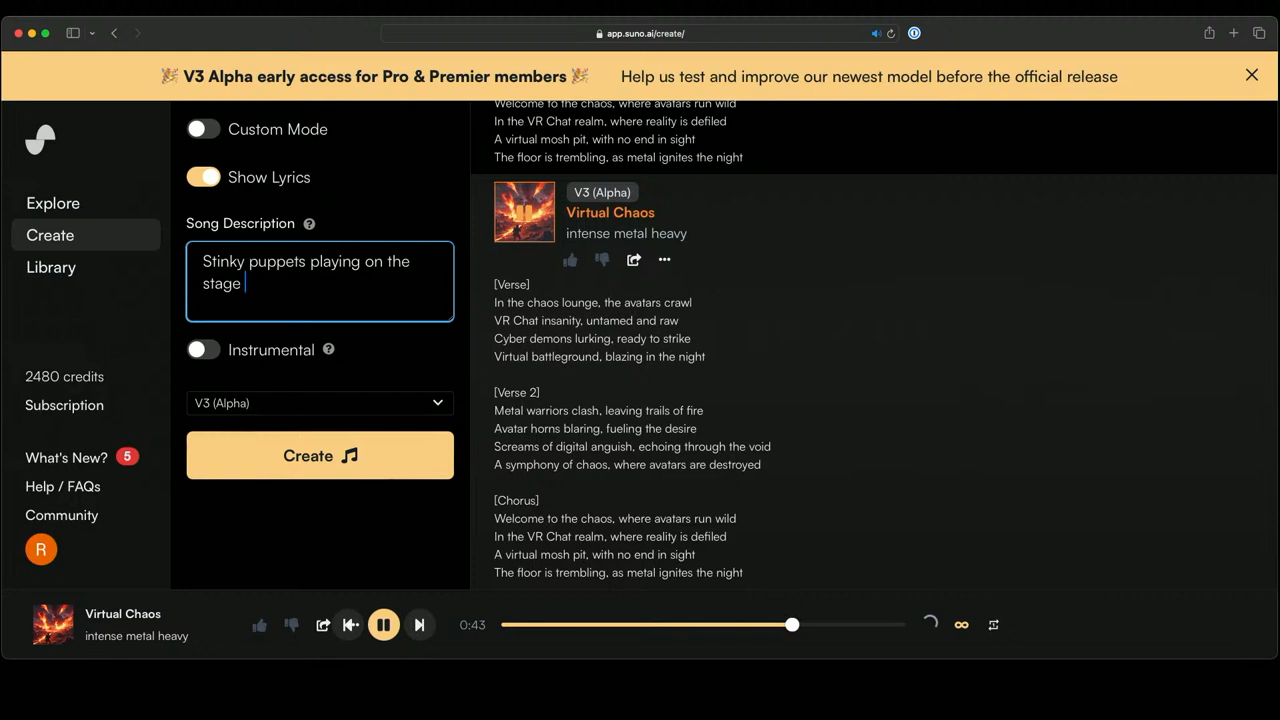 app.suno.ai/create/
🎉 V3 Alpha early access for Pro & Premier members 🎉 Help us test and improve our newest model before the official release
Explore
Create
Library
2480 credits
Subscription
What's New? 5
Help / FAQs
Community
R
Custom Mode
Show Lyrics
Song Description
Stinky puppets playing on the
stage
Instrumental
V3 (Alpha)
Create
Welcome to the chaos, where avatars run wild
In the VR Chat realm, where reality is defiled
A virtual mosh pit, with no end in sight
The floor is trembling, as metal ignites the night
V3 (Alpha)
Virtual Chaos
intense metal heavy
[Verse]
In the chaos lounge, the avatars crawl
VR Chat insanity, untamed and raw
Cyber demons lurking, ready to strike
Virtual battleground, blazing in the night
[Verse 2]
Metal warriors clash, leaving trails of fire
Avatar horns blaring, fueling the desire
Screams of digital anguish, echoing through the void
A symphony of chaos, where avatars are destroyed
[Chorus]
Welcome to the chaos, where avatars run wild
In the VR Chat realm, where reality is defiled
A virtual mosh pit, with no end in sight
The floor is trembling, as metal ignites the night
Virtual Chaos
intense metal heavy
0:43